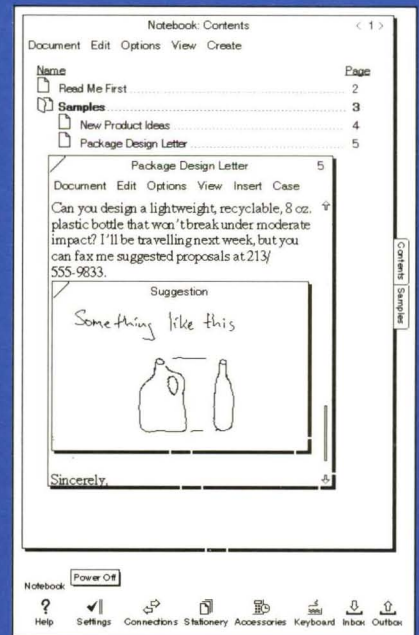 Notebook: Contents < 1 >
Document Edit Options View Create
Name Page
Read Me First 2
Samples 3
New Product Ideas 4
Package Design Letter 5
Package Design Letter 5
Document Edit Options View Insert Case
Can you design a lightweight, recyclable, 8 oz.
plastic bottle that won't break under moderate
impact? I'll be travelling next week, but you
can fax me suggested proposals at 213/
555-9833.
Suggestion
Something like this
Sincerely,
Contents
Samples
Power Off
Notebook
? Help Settings Connections Stationery Accessories Keyboard Inbox Outbox